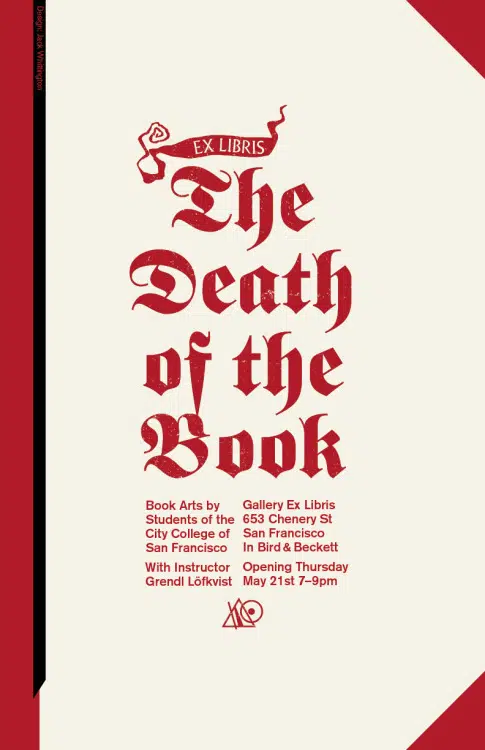 Design: Jack Whittington
EX LIBRIS
The
Death
of the
Book
Book Arts by
Students of the
City College of
San Francisco
With Instructor
Grendl Löfkvist
Gallery Ex Libris
653 Chenery St
San Francisco
In Bird & Beckett
Opening Thursday
May 21st 7–9pm